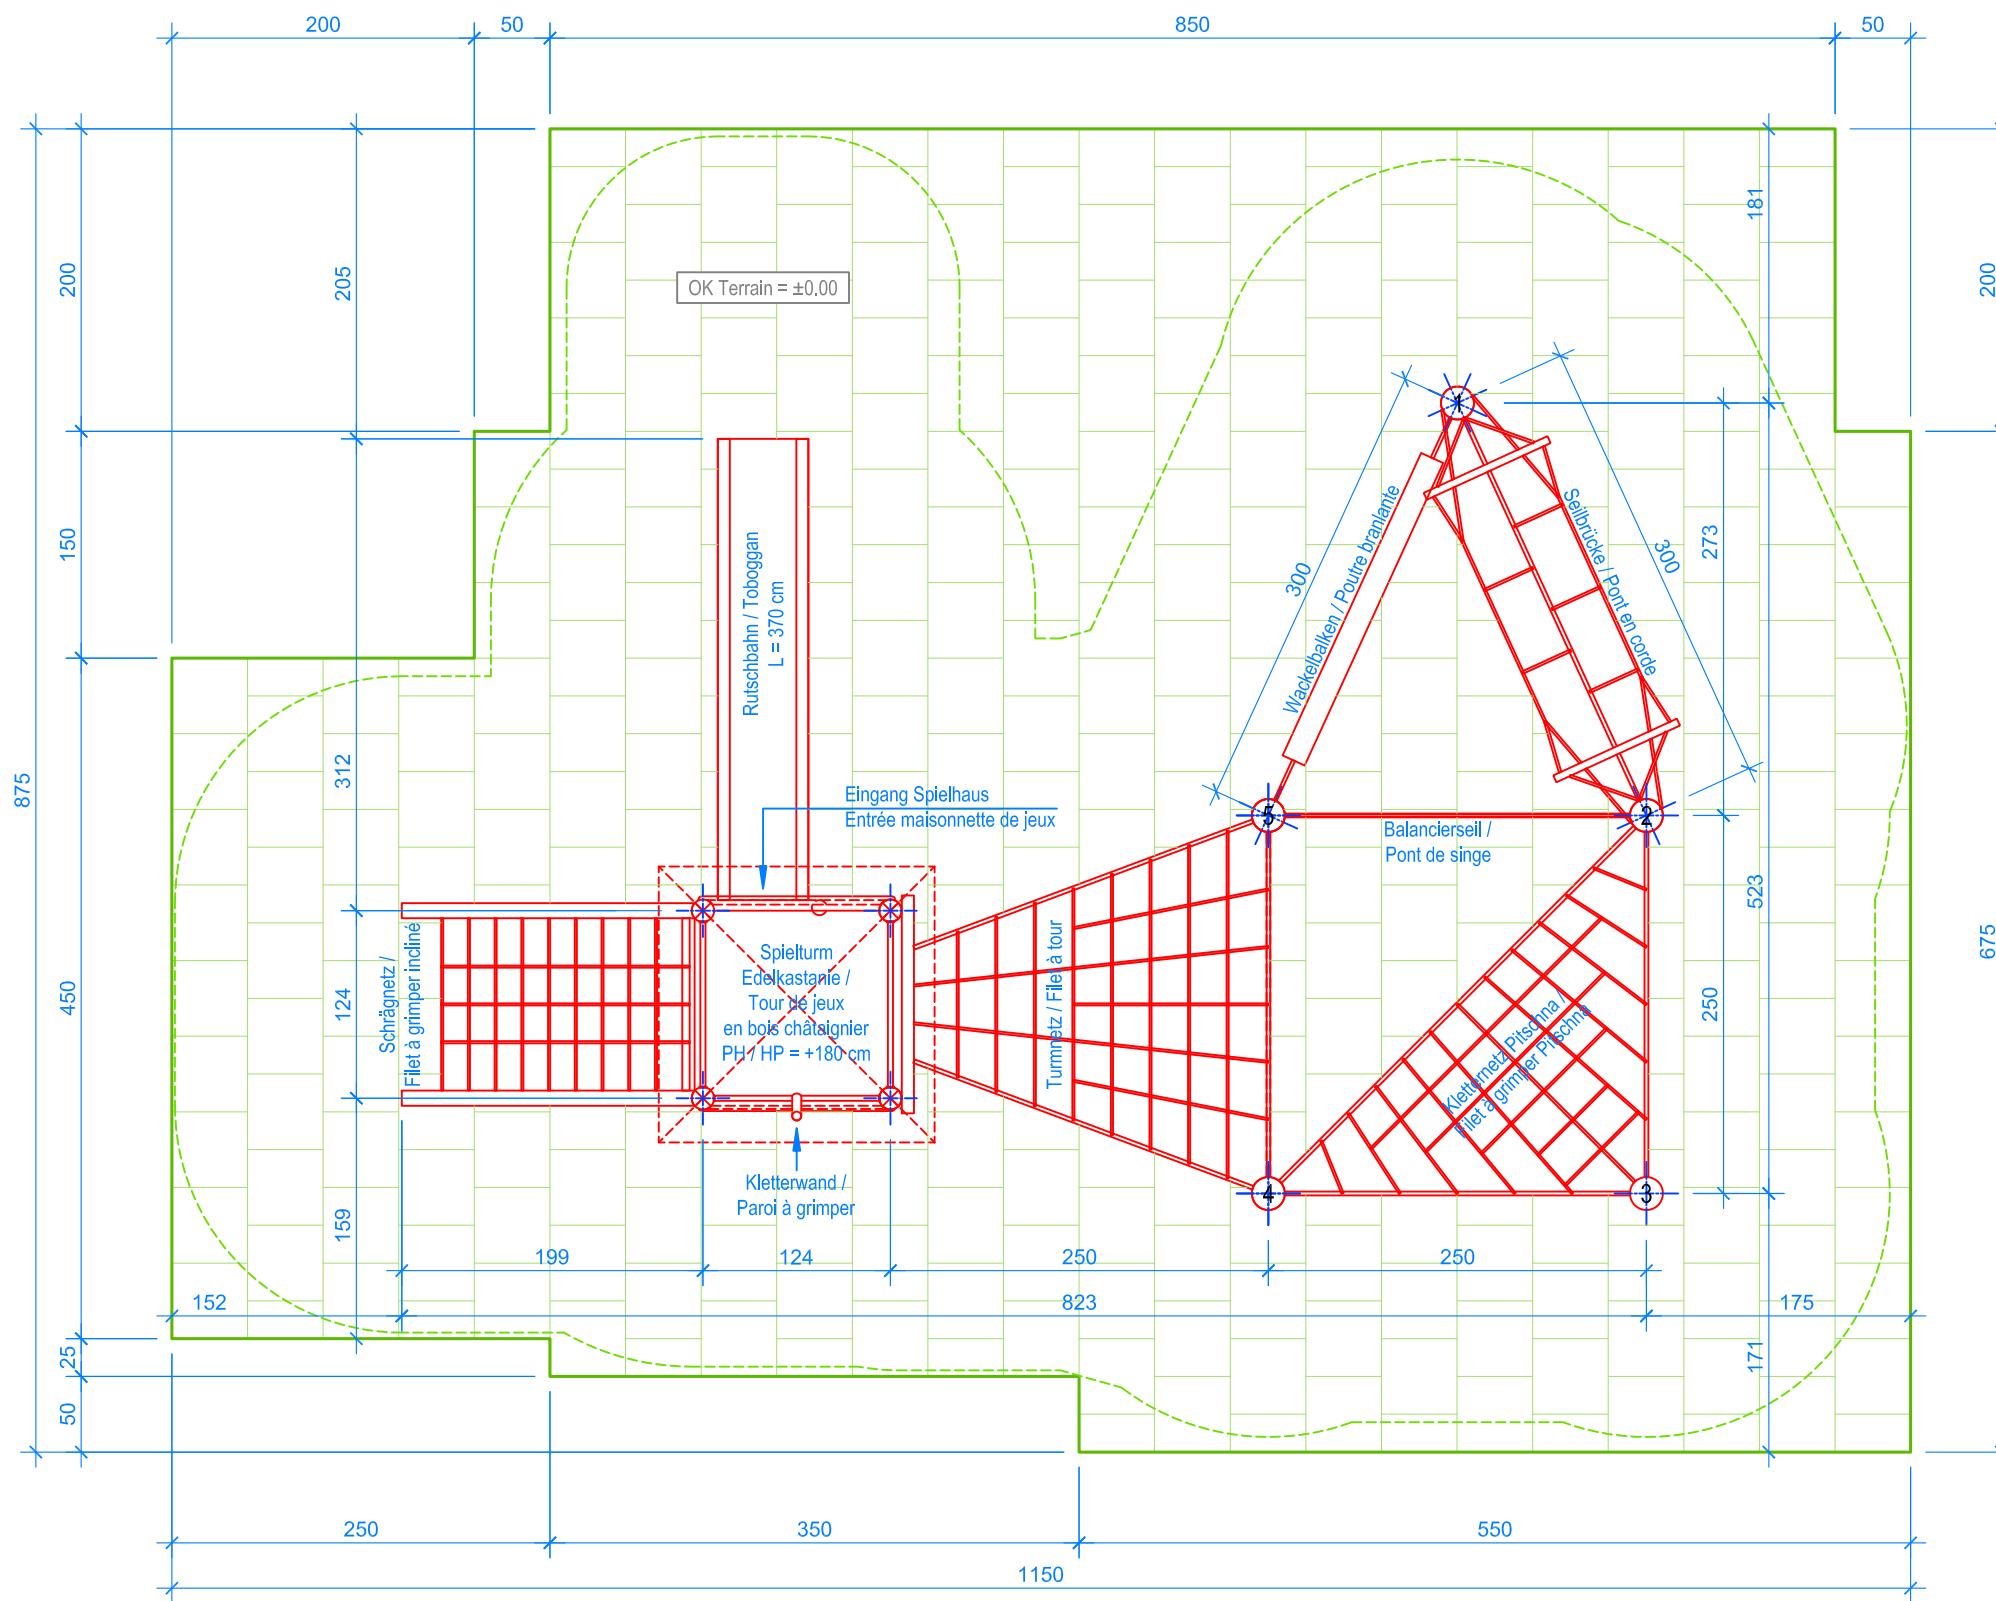 200
50
850
50
875
200
150
450
25
50
205
312
124
159
OK Terrain = ±0,00
181
200
Rutschbahn / Toboggan
L = 370 cm
1
300
Wackelbalken / Poutre branlante
Seilbrücke / Pont en corde
300
273
Eingang Spielhaus
Entrée maisonnette de jeux
5
2
Balancierseil /
Pont de singe
523
675
Schrägnetz /
Filet à grimper incliné
Spielturm
Edelkastanie /
Tour de jeux
en bois châtaignier
PH / HP = +180 cm
Turmnetz / Filet à tour
Kletternetz Pitschna /
Filet à grimper Pitschna
250
4
3
Kletterwand /
Paroi à grimper
199
124
250
250
152
823
175
171
250
350
550
1150